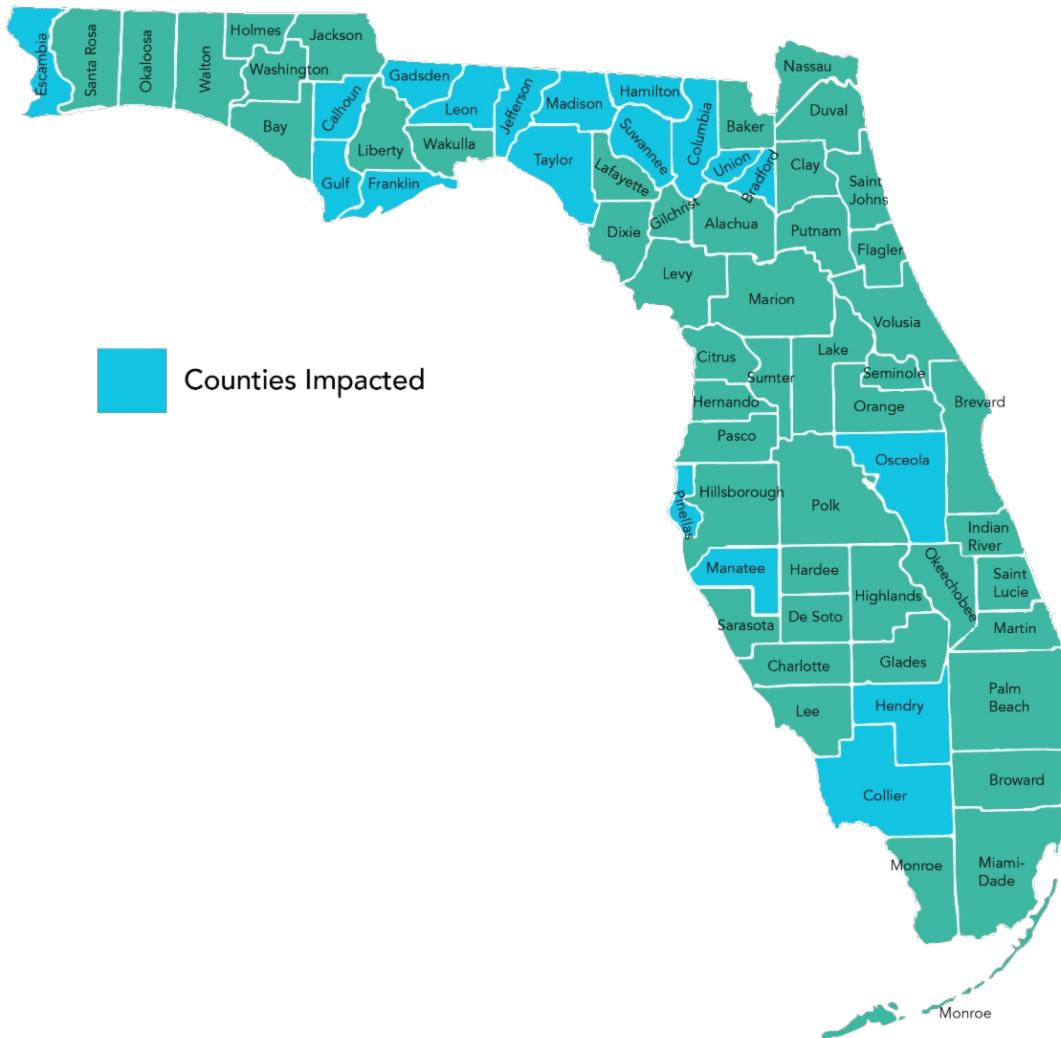 Escambia
Santa Rosa
Okaloosa
Walton
Holmes
Jackson
Washington
Bay
Calhoun
Gulf
Liberty
Franklin
Gadsden
Leon
Wakulla
Jefferson
Madison
Taylor
Hamilton
Suwannee
Lafayette
Columbia
Dixie
Gilchrist
Baker
Union
Bradford
Alachua
Nassau
Duval
Clay
Saint
Johns
Putnam
Flagler
Levy
Marion
Volusia
Citrus
Sumter
Lake
Seminole
Hernando
Orange
Brevard
Pasco
Counties Impacted
Osceola
Pinellas
Hillsborough
Polk
Indian
River
Manatee
Hardee
Highlands
Okeechobee
Saint
Lucie
Sarasota
De Soto
Martin
Charlotte
Glades
Lee
Hendry
Palm
Beach
Collier
Broward
Monroe
Miami-
Dade
Monroe